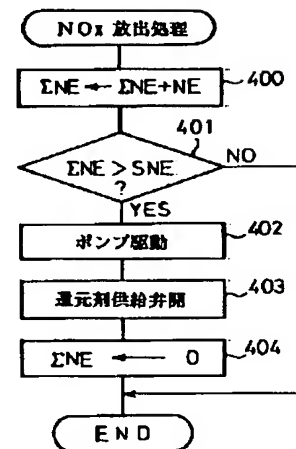 NOx 放出処理
ΣNE ← ΣNE+NE
400
401
ΣNE > SNE
?
NO
YES
ポンプ駆動
402
還元剤供給弁開
403
ΣNE ← 0
404
END